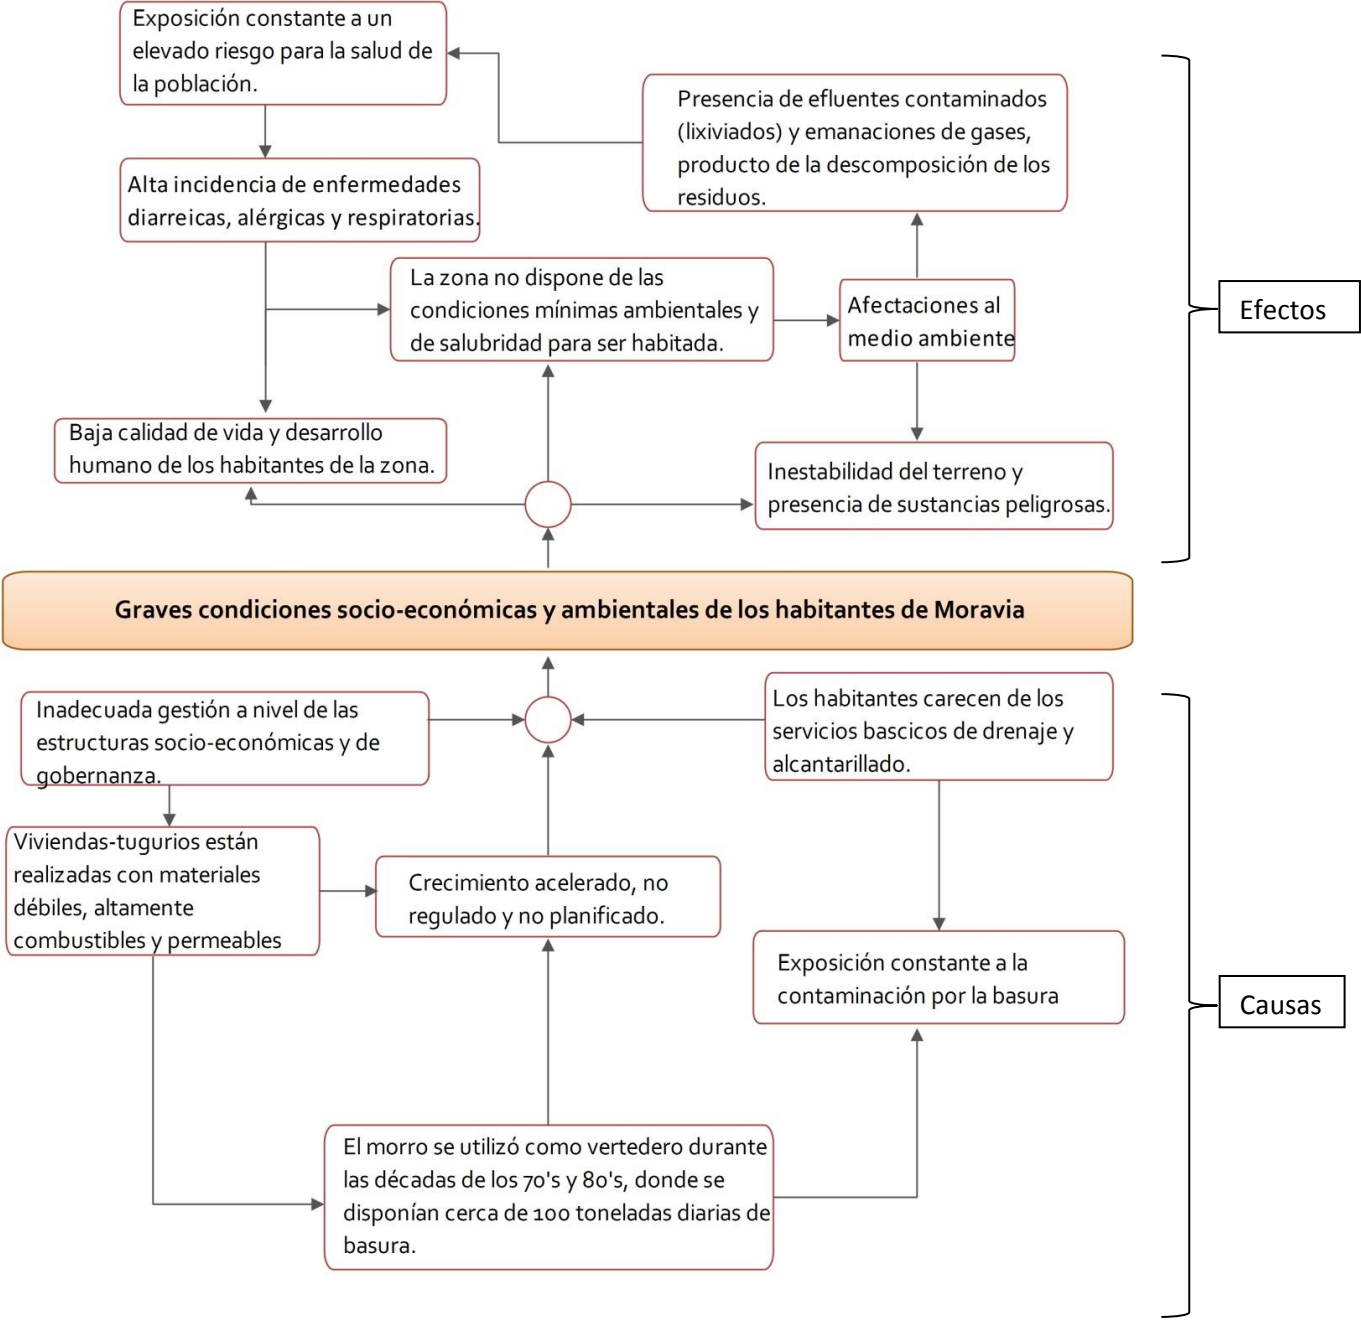 Exposición constante a un
elevado riesgo para la salud de
la población.
Presencia de efluentes contaminados
(lixiviados) y emanaciones de gases,
producto de la descomposición de los
residuos.
Alta incidencia de enfermedades
diarreicas, alérgicas y respiratorias.
La zona no dispone de las
condiciones mínimas ambientales y
de salubridad para ser habitada.
Afectaciones al
medio ambiente
Efectos
Baja calidad de vida y desarrollo
humano de los habitantes de la zona.
Inestabilidad del terreno y
presencia de sustancias peligrosas.
Graves condiciones socio-económicas y ambientales de los habitantes de Moravia
Inadecuada gestión a nivel de las
estructuras socio-económicas y de
gobernanza.
Los habitantes carecen de los
servicios bascicos de drenaje y
alcantarillado.
Viviendas-tugurios están
realizadas con materiales
débiles, altamente
combustibles y permeables
Crecimiento acelerado, no
regulado y no planificado.
Exposición constante a la
contaminación por la basura
Causas
El morro se utilizó como vertedero durante
las décadas de los 70's y 80's, donde se
disponían cerca de 100 toneladas diarias de
basura.